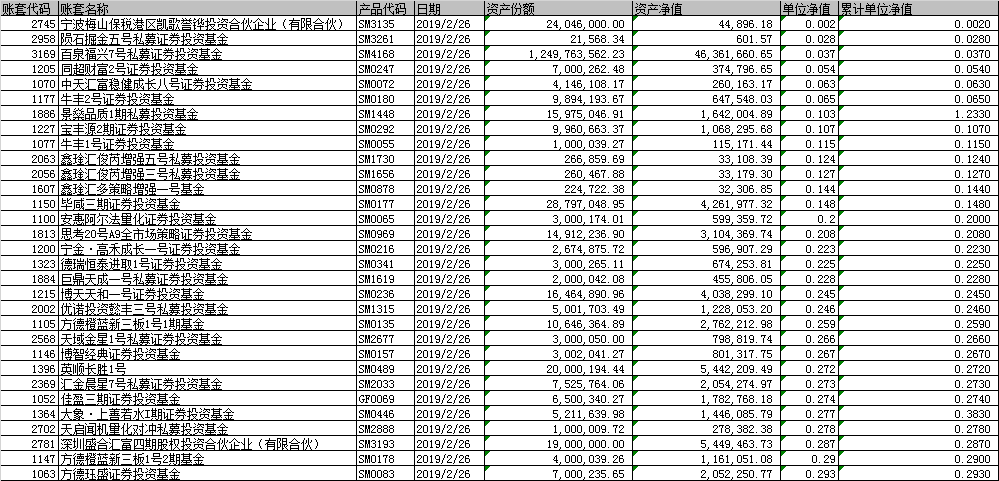 账套代码 账套名称 产品代码 日期 资产份额 资产净值 单位净值 累计单位净值
2745 宁波梅山保税港区凯歌誉铧投资合伙企业（有限合伙） SM3135 2019/2/26 24,046,000.00 44,896.18 0.002 0.0020
2958 陨石掘金五号私募证券投资基金 SM3261 2019/2/26 21,568.34 601.57 0.028 0.0280
3169 百泉福兴7号私募证券投资基金 SM4168 2019/2/26 1,249,763,562.23 46,361,660.65 0.037 0.0370
1205 同超财富2号证券投资基金 SM0247 2019/2/26 7,000,262.48 374,796.65 0.054 0.0540
1070 中天汇富稳健成长八号证券投资基金 SM0072 2019/2/26 4,146,108.17 260,163.17 0.063 0.0630
1177 牛丰2号证券投资基金 SM0180 2019/2/26 9,894,193.67 647,548.03 0.065 0.0650
1886 景燊品质1期私募投资基金 SM1448 2019/2/26 15,975,046.91 1,642,004.89 0.103 1.2330
1227 宝丰源2期证券投资基金 SM0292 2019/2/26 9,960,663.37 1,068,295.68 0.107 0.1070
1077 牛丰1号证券投资基金 SM0055 2019/2/26 1,000,039.27 115,171.44 0.115 0.1150
2063 鑫琻汇俊芮增强五号私募投资基金 SM1730 2019/2/26 266,859.69 33,108.39 0.124 0.1240
2056 鑫琻汇俊芮增强三号私募投资基金 SM1656 2019/2/26 260,467.88 33,179.30 0.127 0.1270
1607 鑫琻汇多策略增强一号基金 SM0878 2019/2/26 224,722.38 32,306.85 0.144 0.1440
1150 毕咸三期证券投资基金 SM0177 2019/2/26 28,797,048.95 4,261,977.32 0.148 0.1480
1100 安惠阿尔法量化证券投资基金 SM0065 2019/2/26 3,000,174.01 599,359.72 0.2 0.2000
1813 思考20号A9全市场策略证券投资基金 SM0969 2019/2/26 14,912,236.90 3,104,369.74 0.208 0.2080
1200 宁金·高禾成长一号证券投资基金 SM0216 2019/2/26 2,674,875.72 596,907.29 0.223 0.2230
1323 德瑞恒泰进取1号证券投资基金 SM0341 2019/2/26 3,000,265.11 674,253.81 0.225 0.2250
1884 巨鼎天成一号私募证券投资基金 SM1619 2019/2/26 2,000,042.08 455,806.05 0.228 0.2280
1215 博天天和一号证券投资基金 SM0236 2019/2/26 16,464,890.96 4,038,299.10 0.245 0.2450
2002 优诺投资懿丰三号私募投资基金 SM1315 2019/2/26 5,001,703.49 1,228,053.20 0.246 0.2460
1105 方德橙蓝新三板1号1期基金 SM0135 2019/2/26 10,646,364.89 2,762,212.98 0.259 0.2590
2568 天域金星1号私募证券投资基金 SM2677 2019/2/26 3,000,050.00 798,819.74 0.266 0.2660
1146 博智经典证券投资基金 SM0157 2019/2/26 3,002,041.27 801,317.75 0.267 0.2670
1396 英顺长胜1号 SM0489 2019/2/26 20,000,194.44 5,442,209.49 0.272 0.2720
2369 汇金晨星7号私募证券投资基金 SM2033 2019/2/26 7,525,764.06 2,054,274.97 0.273 0.2730
1052 佳盈三期证券投资基金 GF0069 2019/2/26 6,500,340.27 1,782,768.18 0.274 0.2740
1364 大象·上善若水I期证券投资基金 SM0446 2019/2/26 5,211,639.98 1,446,085.79 0.277 0.3830
2702 天启闻机量化对冲私募基金 SM2888 2019/2/26 1,000,009.72 278,382.38 0.278 0.2780
2781 深圳盛合汇富四期股权投资合伙企业（有限合伙） SM3193 2019/2/26 19,000,000.00 5,449,463.73 0.287 0.2870
1147 方德橙蓝新三板1号2期基金 SM0178 2019/2/26 4,000,039.26 1,161,051.08 0.29 0.2900
1063 方德珏盛证券投资基金 SM0083 2019/2/26 7,000,235.65 2,052,250.77 0.293 0.2930